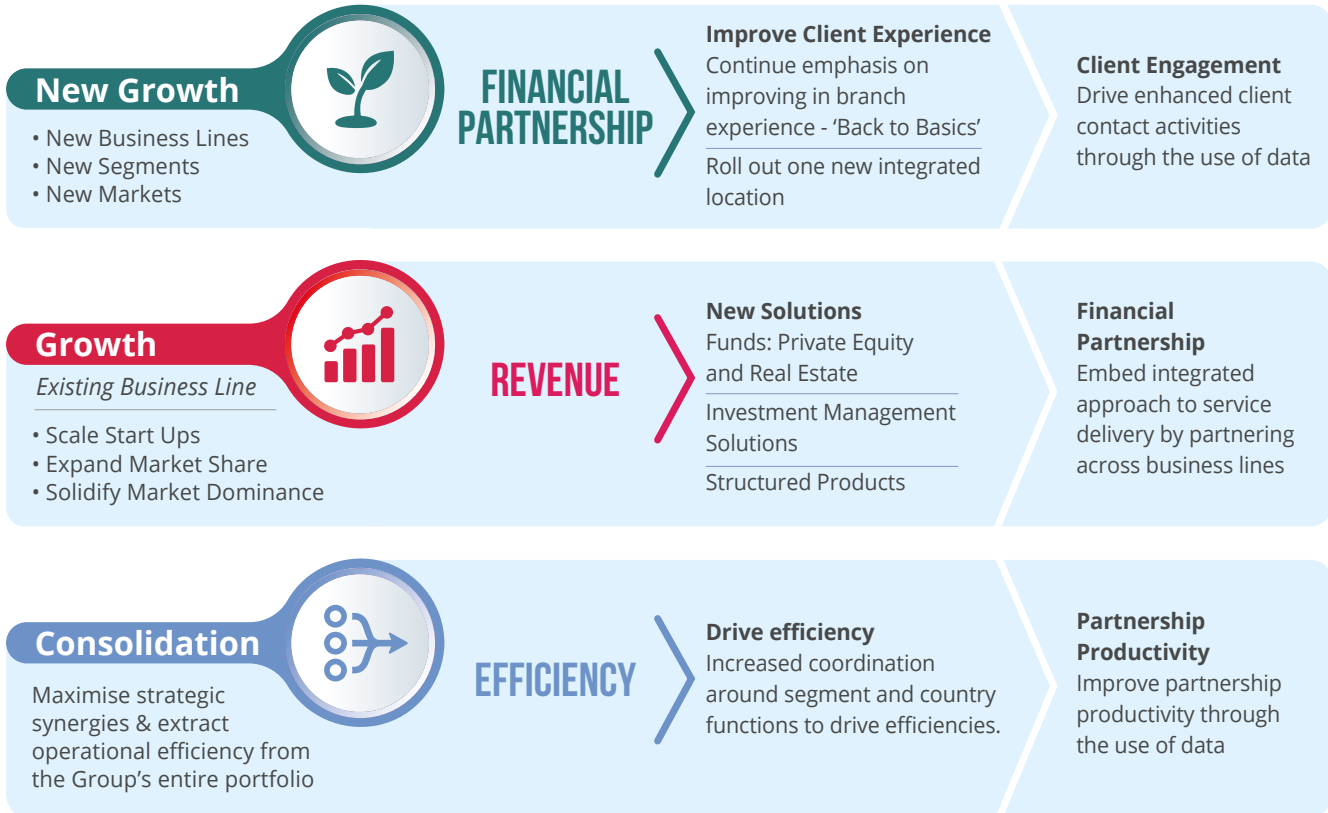 New Growth
• New Business Lines
• New Segments
• New Markets
FINANCIAL
PARTNERSHIP
Improve Client Experience
Continue emphasis on
improving in branch
experience - ‘Back to Basics’
Roll out one new integrated
location
Client Engagement
Drive enhanced client
contact activities
through the use of data
Growth
Existing Business Line
• Scale Start Ups
• Expand Market Share
• Solidify Market Dominance
REVENUE
New Solutions
Funds: Private Equity
and Real Estate
Investment Management
Solutions
Structured Products
Financial
Partnership
Embed integrated
approach to service
delivery by partnering
across business lines
Consolidation
Maximise strategic
synergies & extract
operational efficiency from
the Group’s entire portfolio
EFFICIENCY
Drive efficiency
Increased coordination
around segment and country
functions to drive efficiencies.
Partnership
Productivity
Improve partnership
productivity through
the use of data